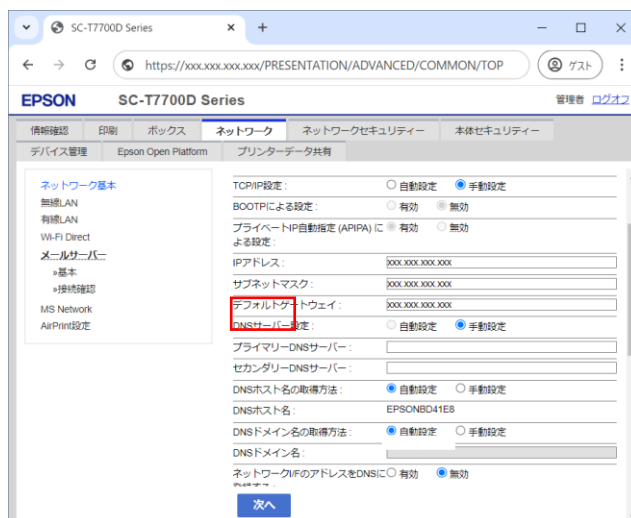 SC-T7700D Series
https://xxx.xxx.xxx.xxx/PRESENTATION/ADVANCED/COMMON/TOP
ゲスト
EPSON SC-T7700D Series 管理者 ログオフ
情報確認 印刷 ボックス ネットワーク ネットワークセキュリティー 本体セキュリティー
デバイス管理 Epson Open Platform プリンターデータ共有
ネットワーク基本
無線LAN
有線LAN
Wi-Fi Direct
メールサーバー
»基本
»接続確認
MS Network
AirPrint設定
TCP/IP設定 : 自動設定 手動設定
BOOTPによる設定 : 有効 無効
プライベートIP自動指定 (APIPA) に 有効 無効
よる設定 :
IPアドレス : xxx.xxx.xxx.xxx
サブネットマスク : xxx.xxx.xxx.xxx
デフォルトゲートウェイ : xxx.xxx.xxx.xxx
DNSサーバー設定 : 自動設定 手動設定
プライマリーDNSサーバー :
セカンダリーDNSサーバー :
DNSホスト名の取得方法 : 自動設定 手動設定
DNSホスト名 : EPSONBD41E8
DNSドメイン名の取得方法 : 自動設定 手動設定
DNSドメイン名 :
ネットワークI/FのアドレスをDNSに 有効 無効
次へ